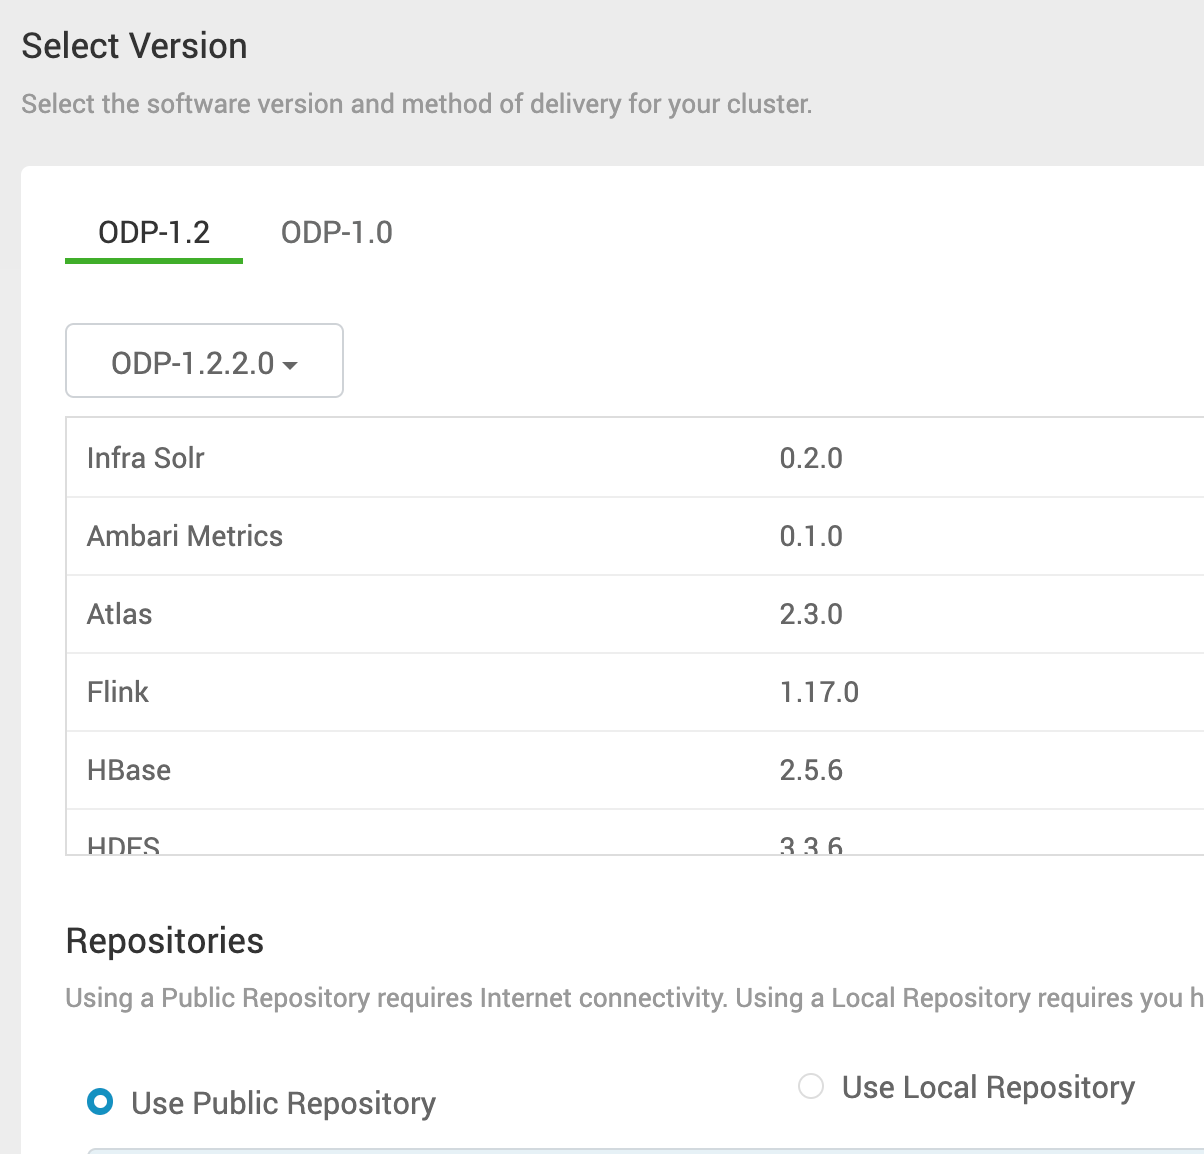 Select Version
Select the software version and method of delivery for your cluster.
ODP-1.2 ODP-1.0
ODP-1.2.2.0
Infra Solr 0.2.0
Ambari Metrics 0.1.0
Atlas 2.3.0
Flink 1.17.0
HBase 2.5.6
HDFS 3.3.6
Repositories
Using a Public Repository requires Internet connectivity. Using a Local Repository requires you h
Use Public Repository Use Local Repository